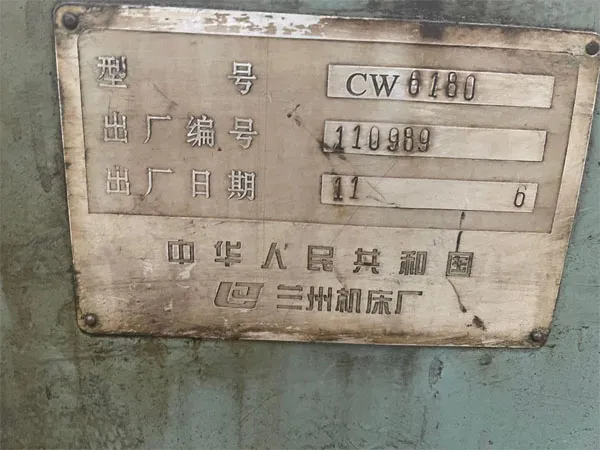 型 号 CW6180
出厂编号 110989
出厂日期 11 6
中华人民共和国
兰州机床厂